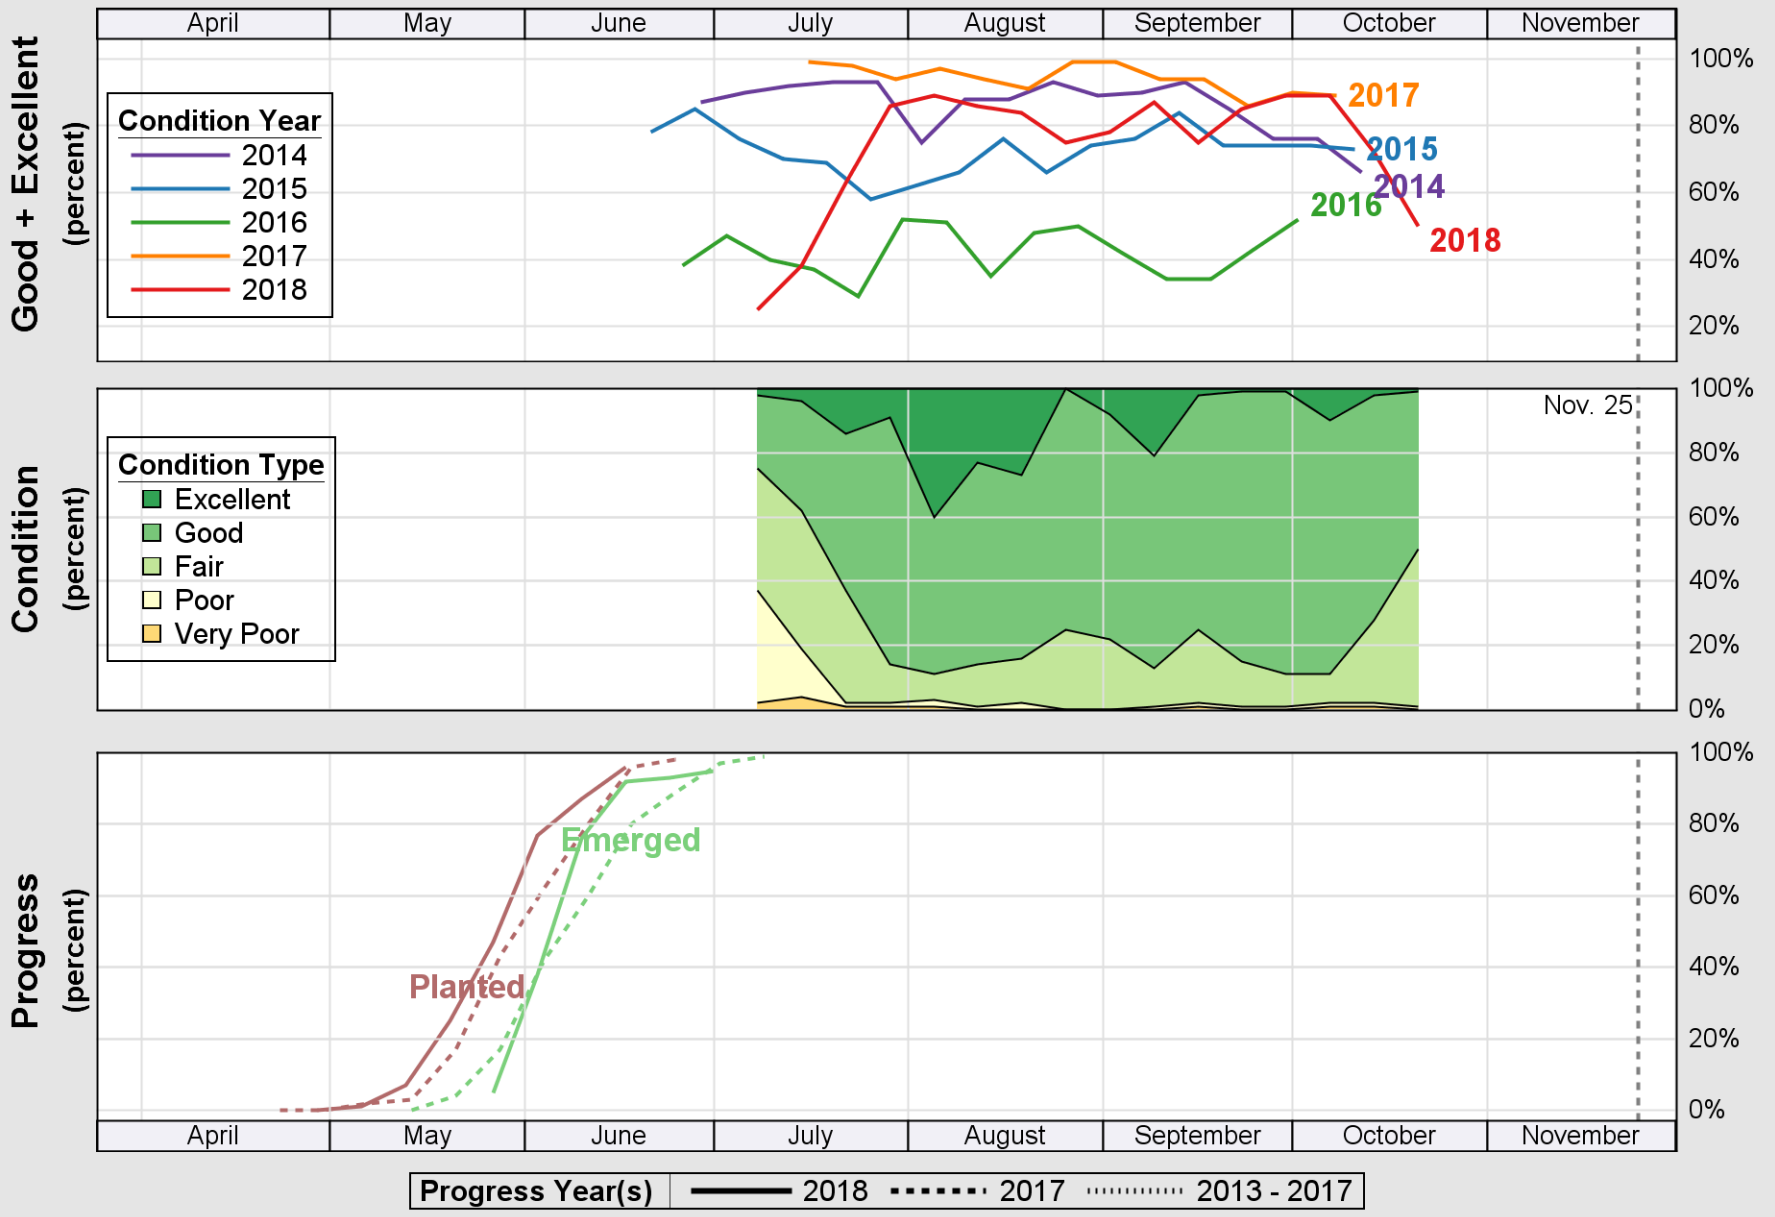 April May June July August September October November
Good + Excellent
(percent)
100%
80%
60%
40%
20%
Condition Year
2014
2015
2016
2017
2018
2017
2015
2014
2016
2018
Condition
(percent)
100%
80%
60%
40%
20%
0%
Nov. 25
Condition Type
Excellent
Good
Fair
Poor
Very Poor
Progress
(percent)
100%
80%
60%
40%
20%
0%
Emerged
Planted
April May June July August September October November
Progress Year(s) 2018 2017 2013 - 2017